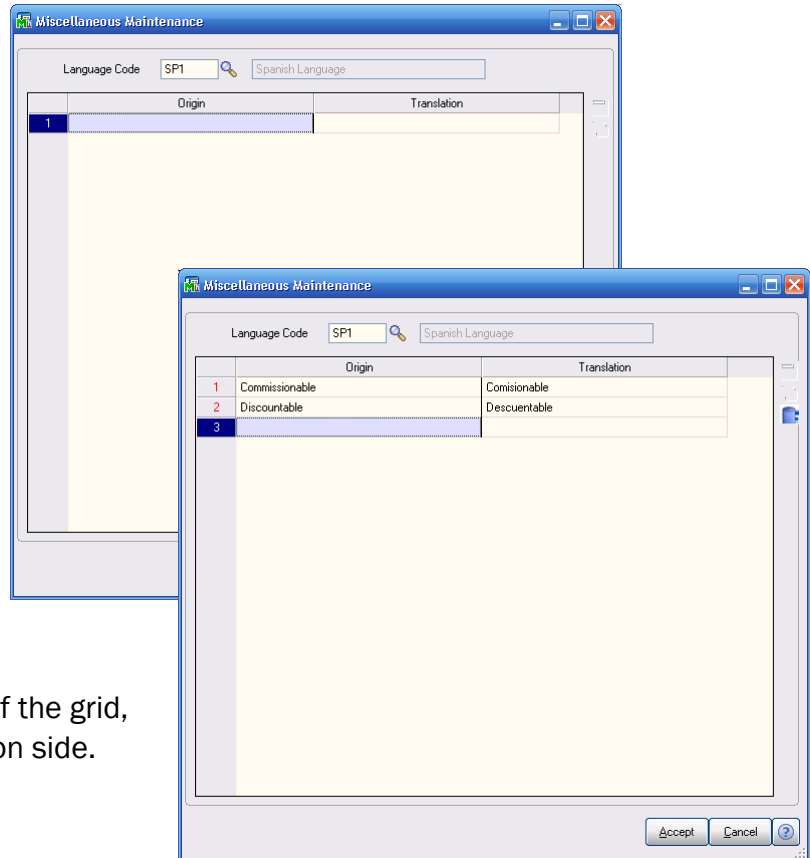 Miscellaneous Maintenance
Language Code SP1 Spanish Language
Origin Translation
1
Miscellaneous Maintenance
Language Code SP1 Spanish Language
Origin Translation
1 Commissionable Comisionable
2 Discountable Descuentable
3
f the grid,
on side.
Accept Cancel ?